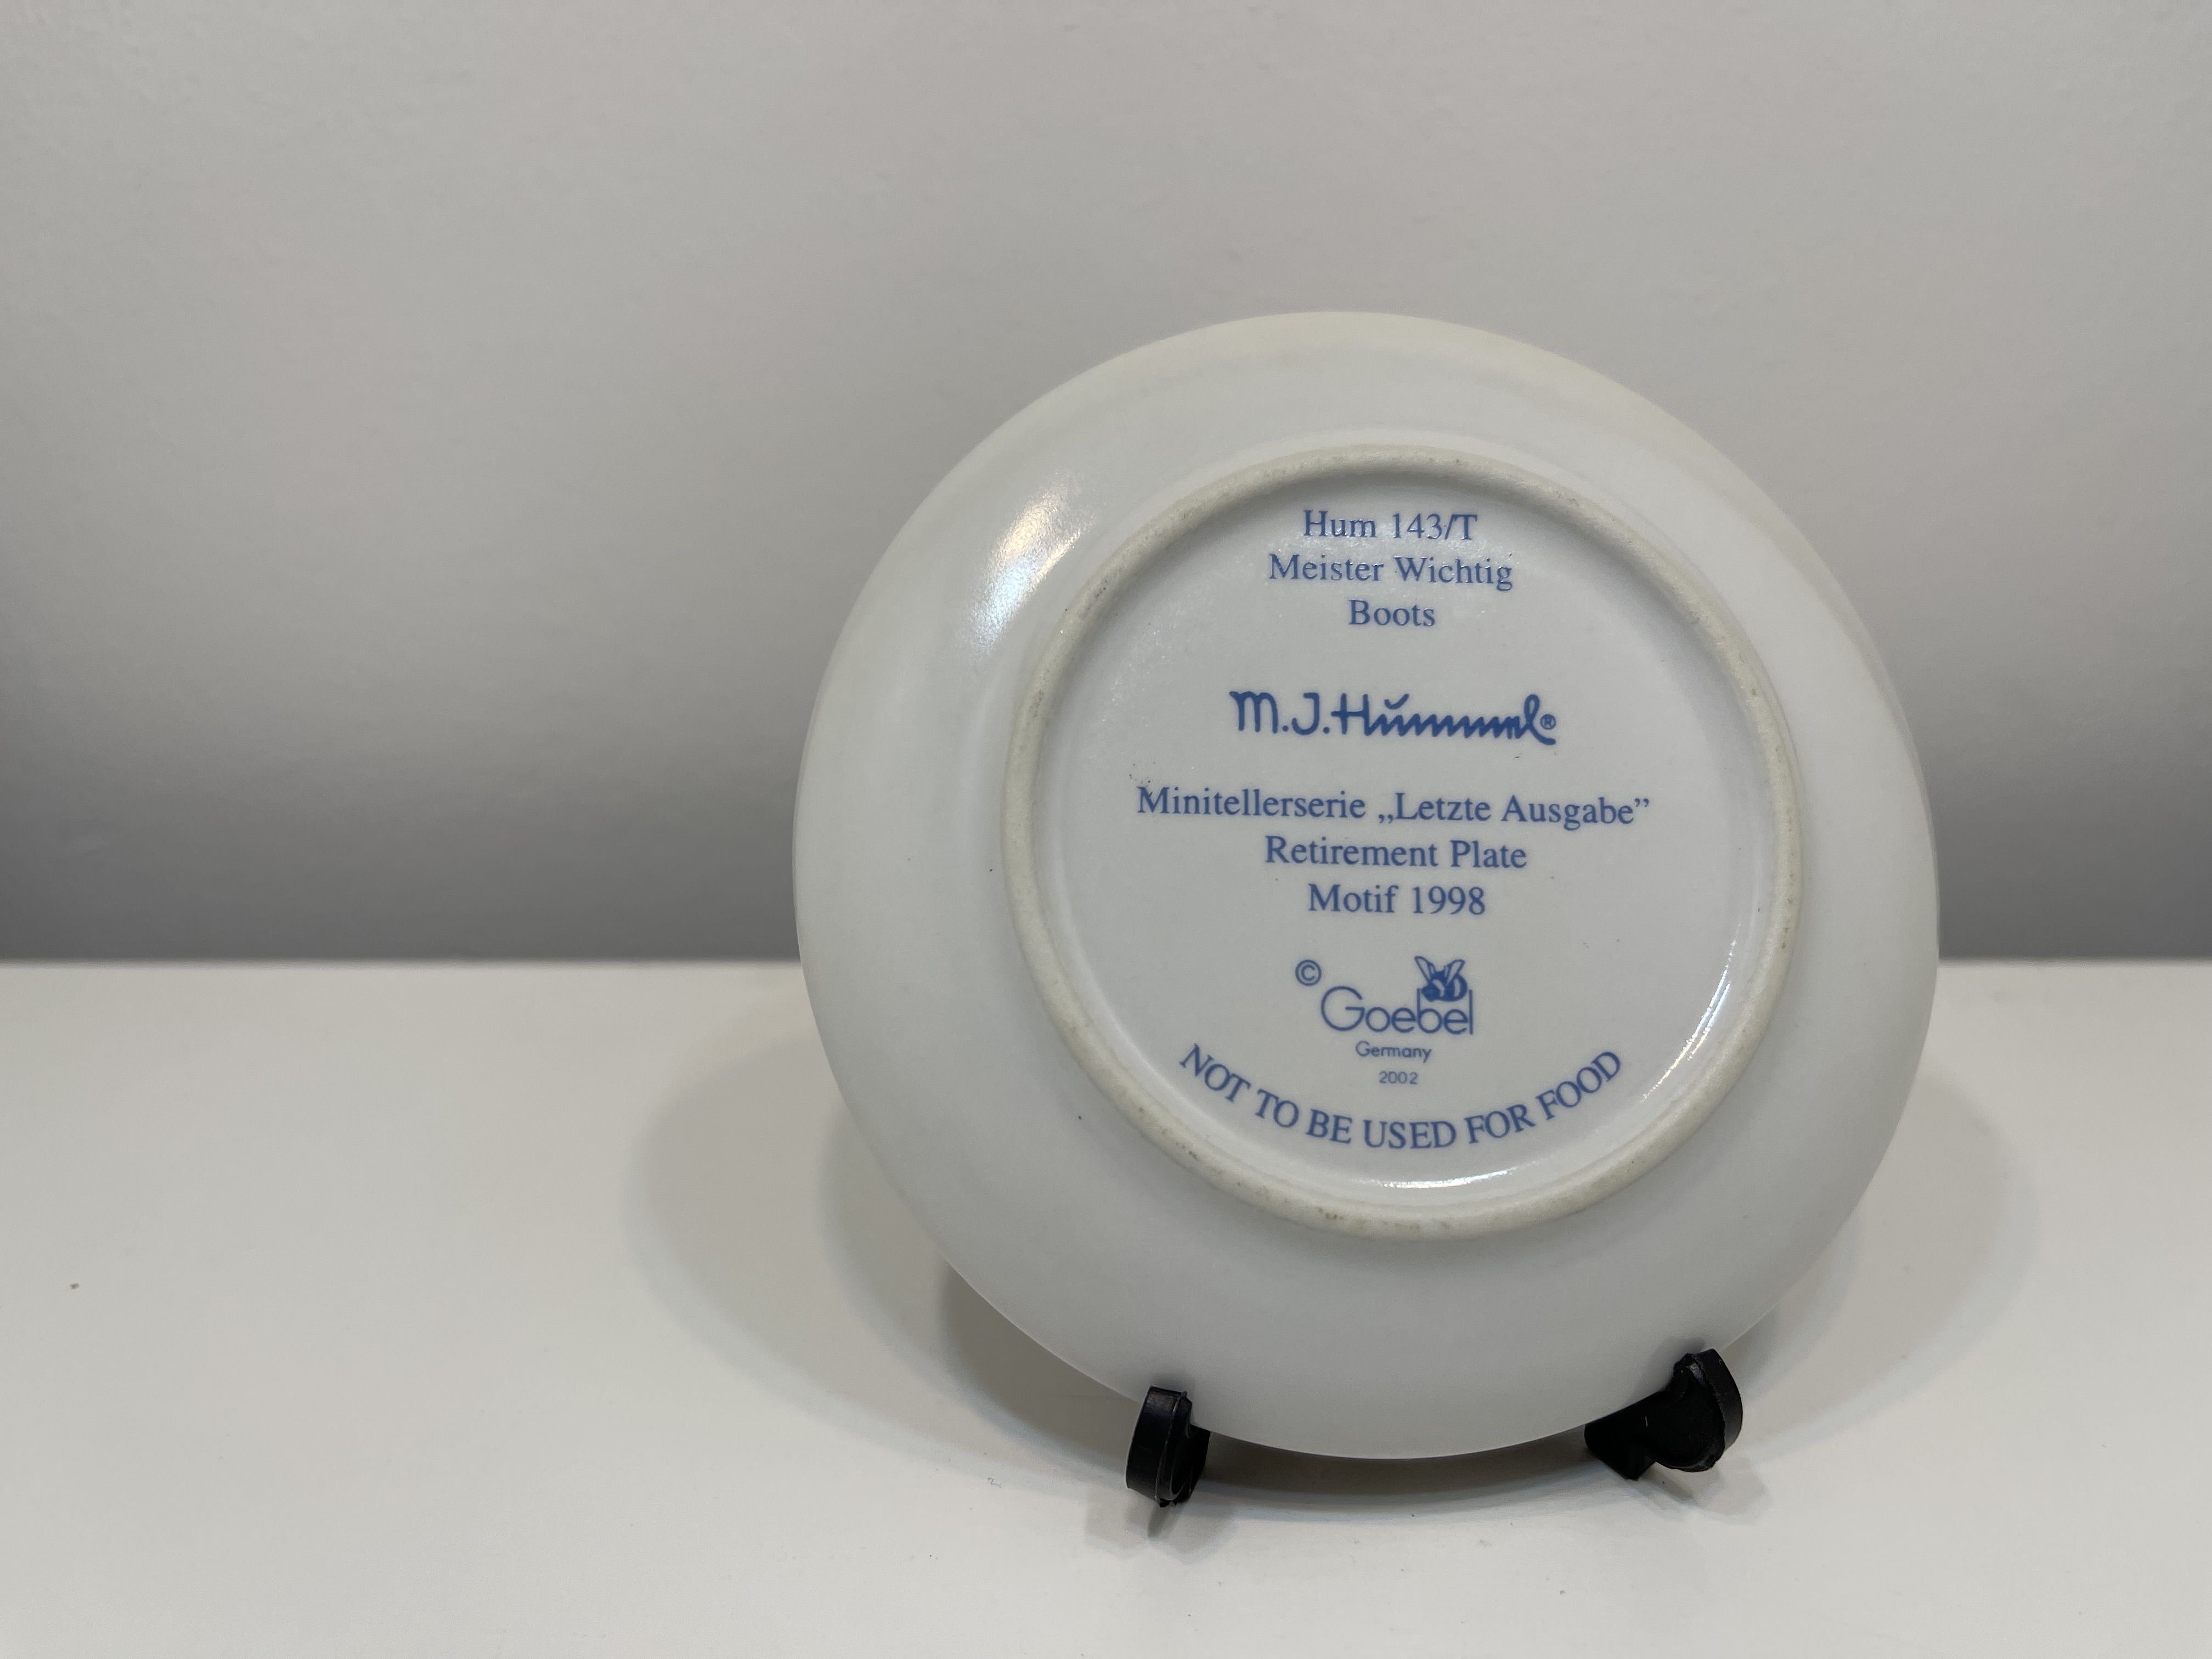 Hum 143/T
Meister Wichtig
Boots
M.J.Hummel®
Minitellerserie „Letzte Ausgabe”
Retirement Plate
Motif 1998
© Goebel
Germany
2002
NOT TO BE USED FOR FOOD